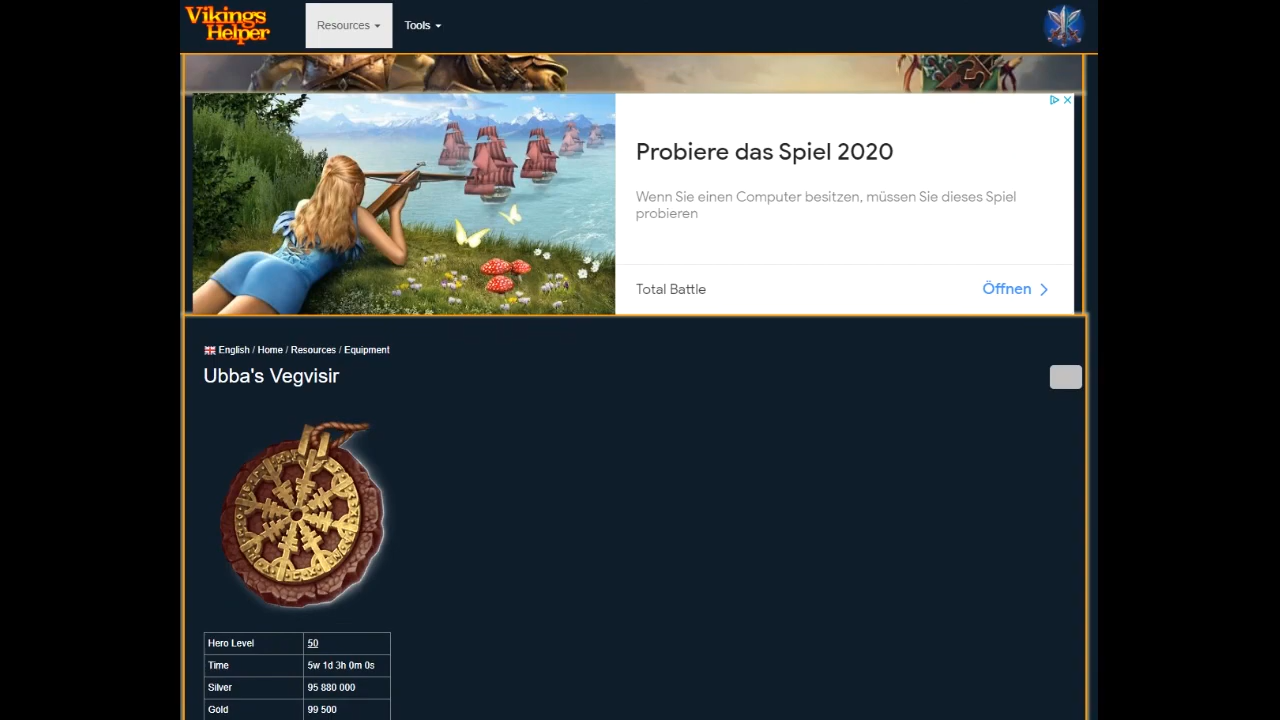 Vikings
Helper
Resources
Tools
Probiere das Spiel 2020
Wenn Sie einen Computer besitzen, müssen Sie dieses Spiel
probieren
Total Battle
Öffnen
English / Home / Resources / Equipment
Ubba's Vegvisir
Hero Level 50
Time 5w 1d 3h 0m 0s
Silver 95 880 000
Gold 99 500